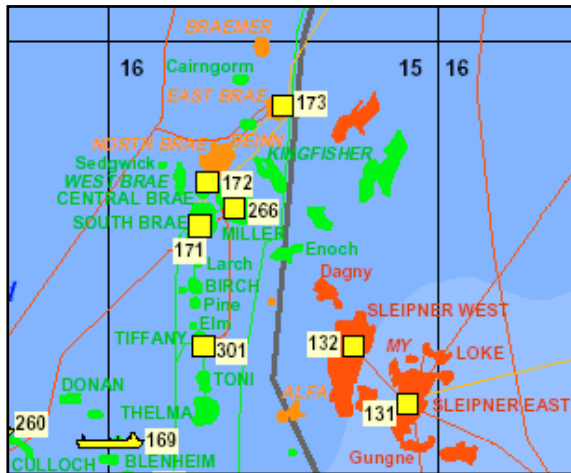 BRAEMER
16
Cairngorm
15
16
EAST BRAE
173
BEINN
NORTH BRAE
KINGFISHER
Sedgwick
WEST BRAE
172
CENTRAL BRAE
266
SOUTH BRAE
MILLER
171
Enoch
Larch
Dagny
BIRCH
Pine
SLEIPNER WEST
Elm
TIFFANY
301
132
MY
LOKE
TONI
DONAN
ALFA
SLEIPNER EAST
THELMA
131
260
169
CULLOCH
BLENHEIM
Gungne